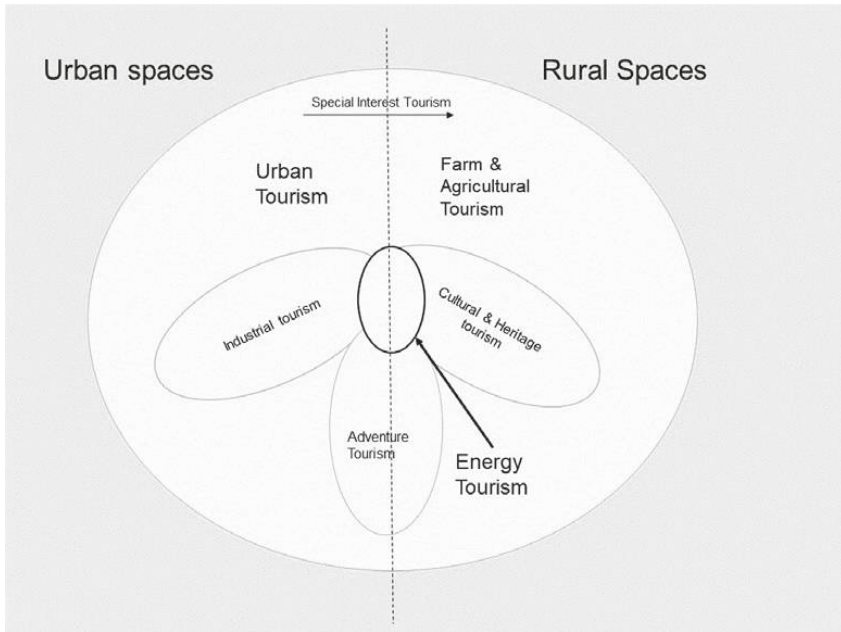 Urban spaces
Rural Spaces
Special Interest Tourism
Urban
Tourism
Farm &
Agricultural
Tourism
Industrial tourism
Cultural & Heritage
tourism
Adventure
Tourism
Energy
Tourism